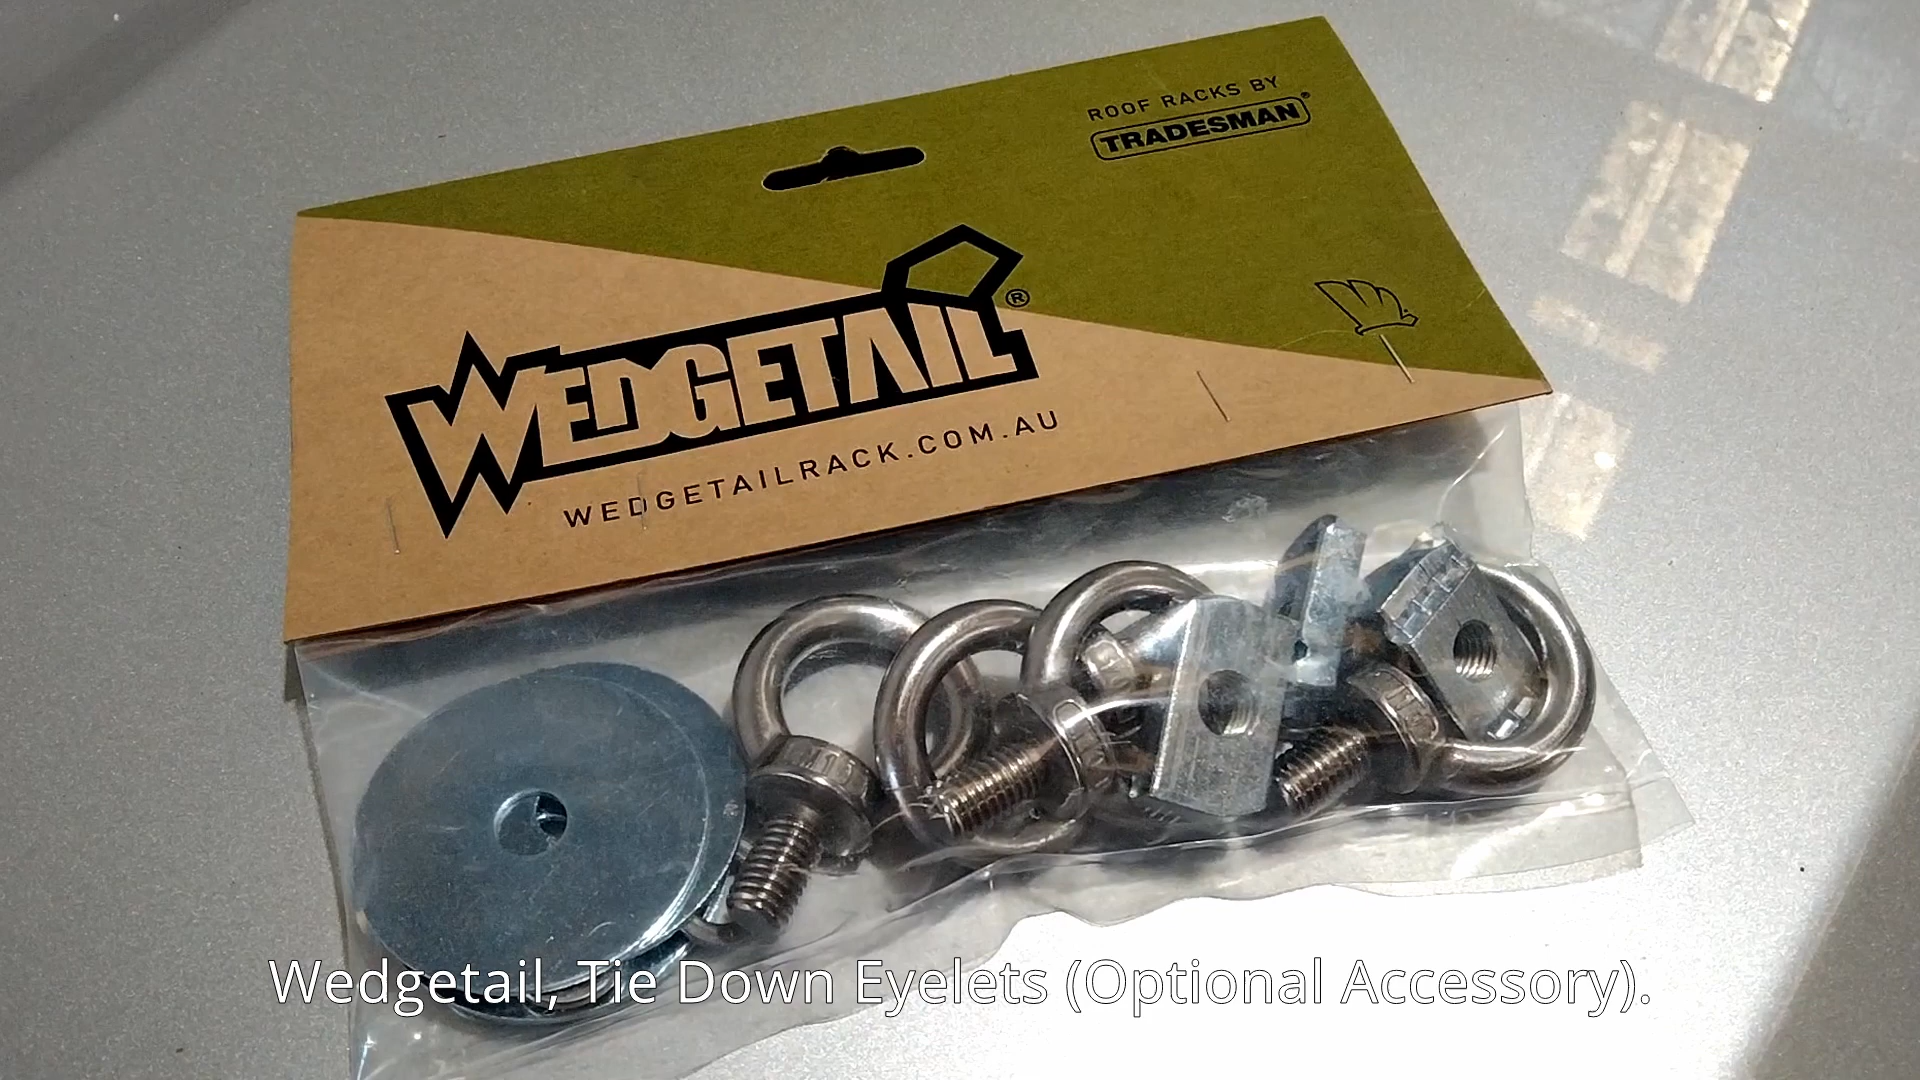 ROOF RACKS BY
TRADESMAN®
WEDGETAIL®
WEDGETAILRACK.COM.AU
Wedgetail, Tie Down Eyelets (Optional Accessory).